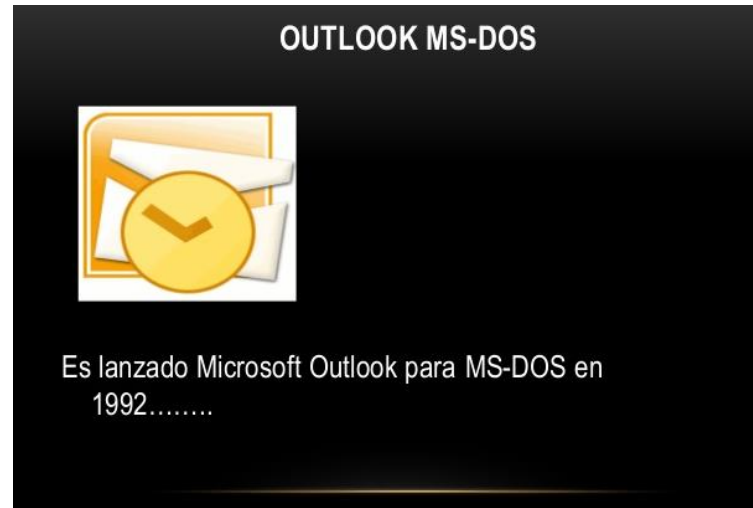 OUTLOOK MS-DOS
Es lanzado Microsoft Outlook para MS-DOS en
1992……..